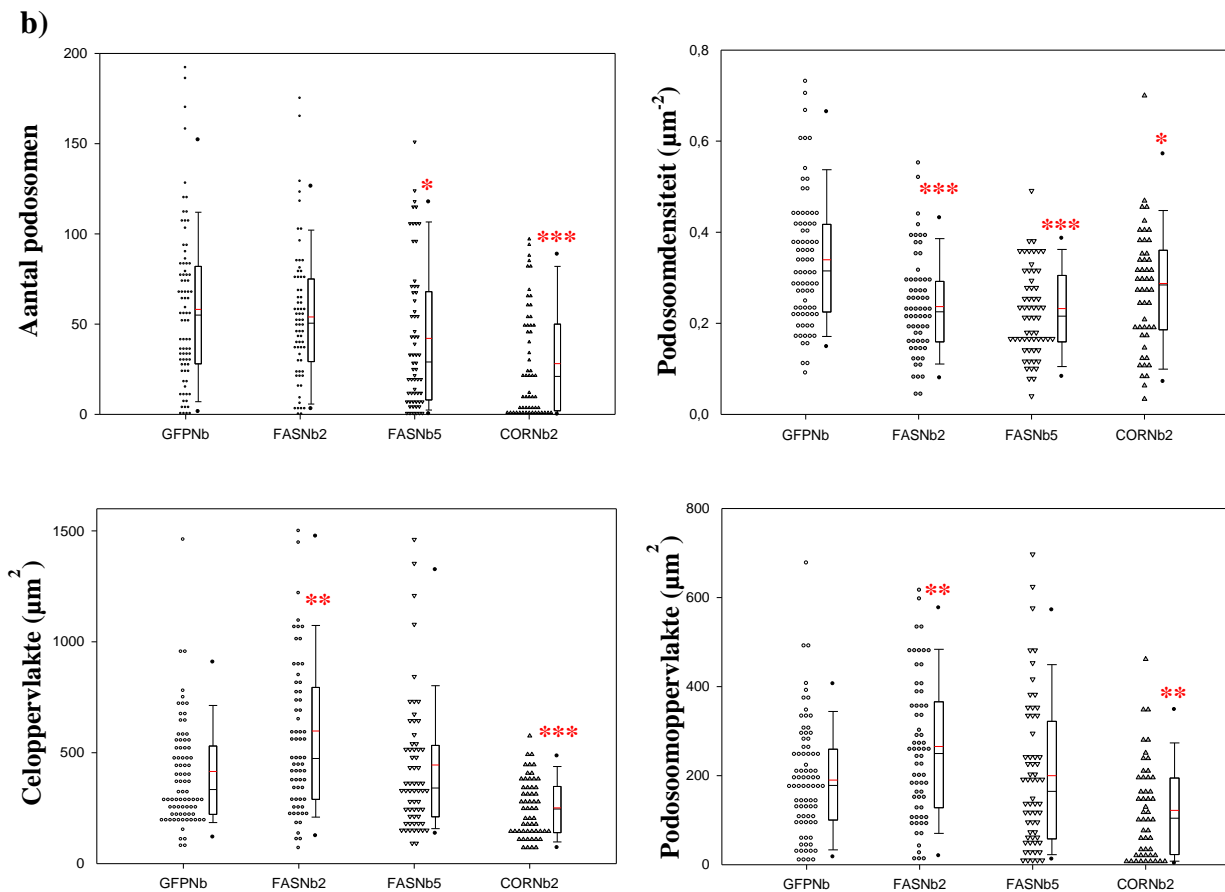 b)
Aantal podosomen
200
150
100
50
0
GFPNb FASNb2 FASNb5 CORNb2
* ***
Podosoomdensiteit (µm⁻²)
0,8
0,6
0,4
0,2
0,0
GFPNb FASNb2 FASNb5 CORNb2
*** *** *
Celoppervlakte (µm²)
1500
1000
500
0
GFPNb FASNb2 FASNb5 CORNb2
** ***
Podosoomoppervlakte (µm²)
800
600
400
200
0
GFPNb FASNb2 FASNb5 CORNb2
** **